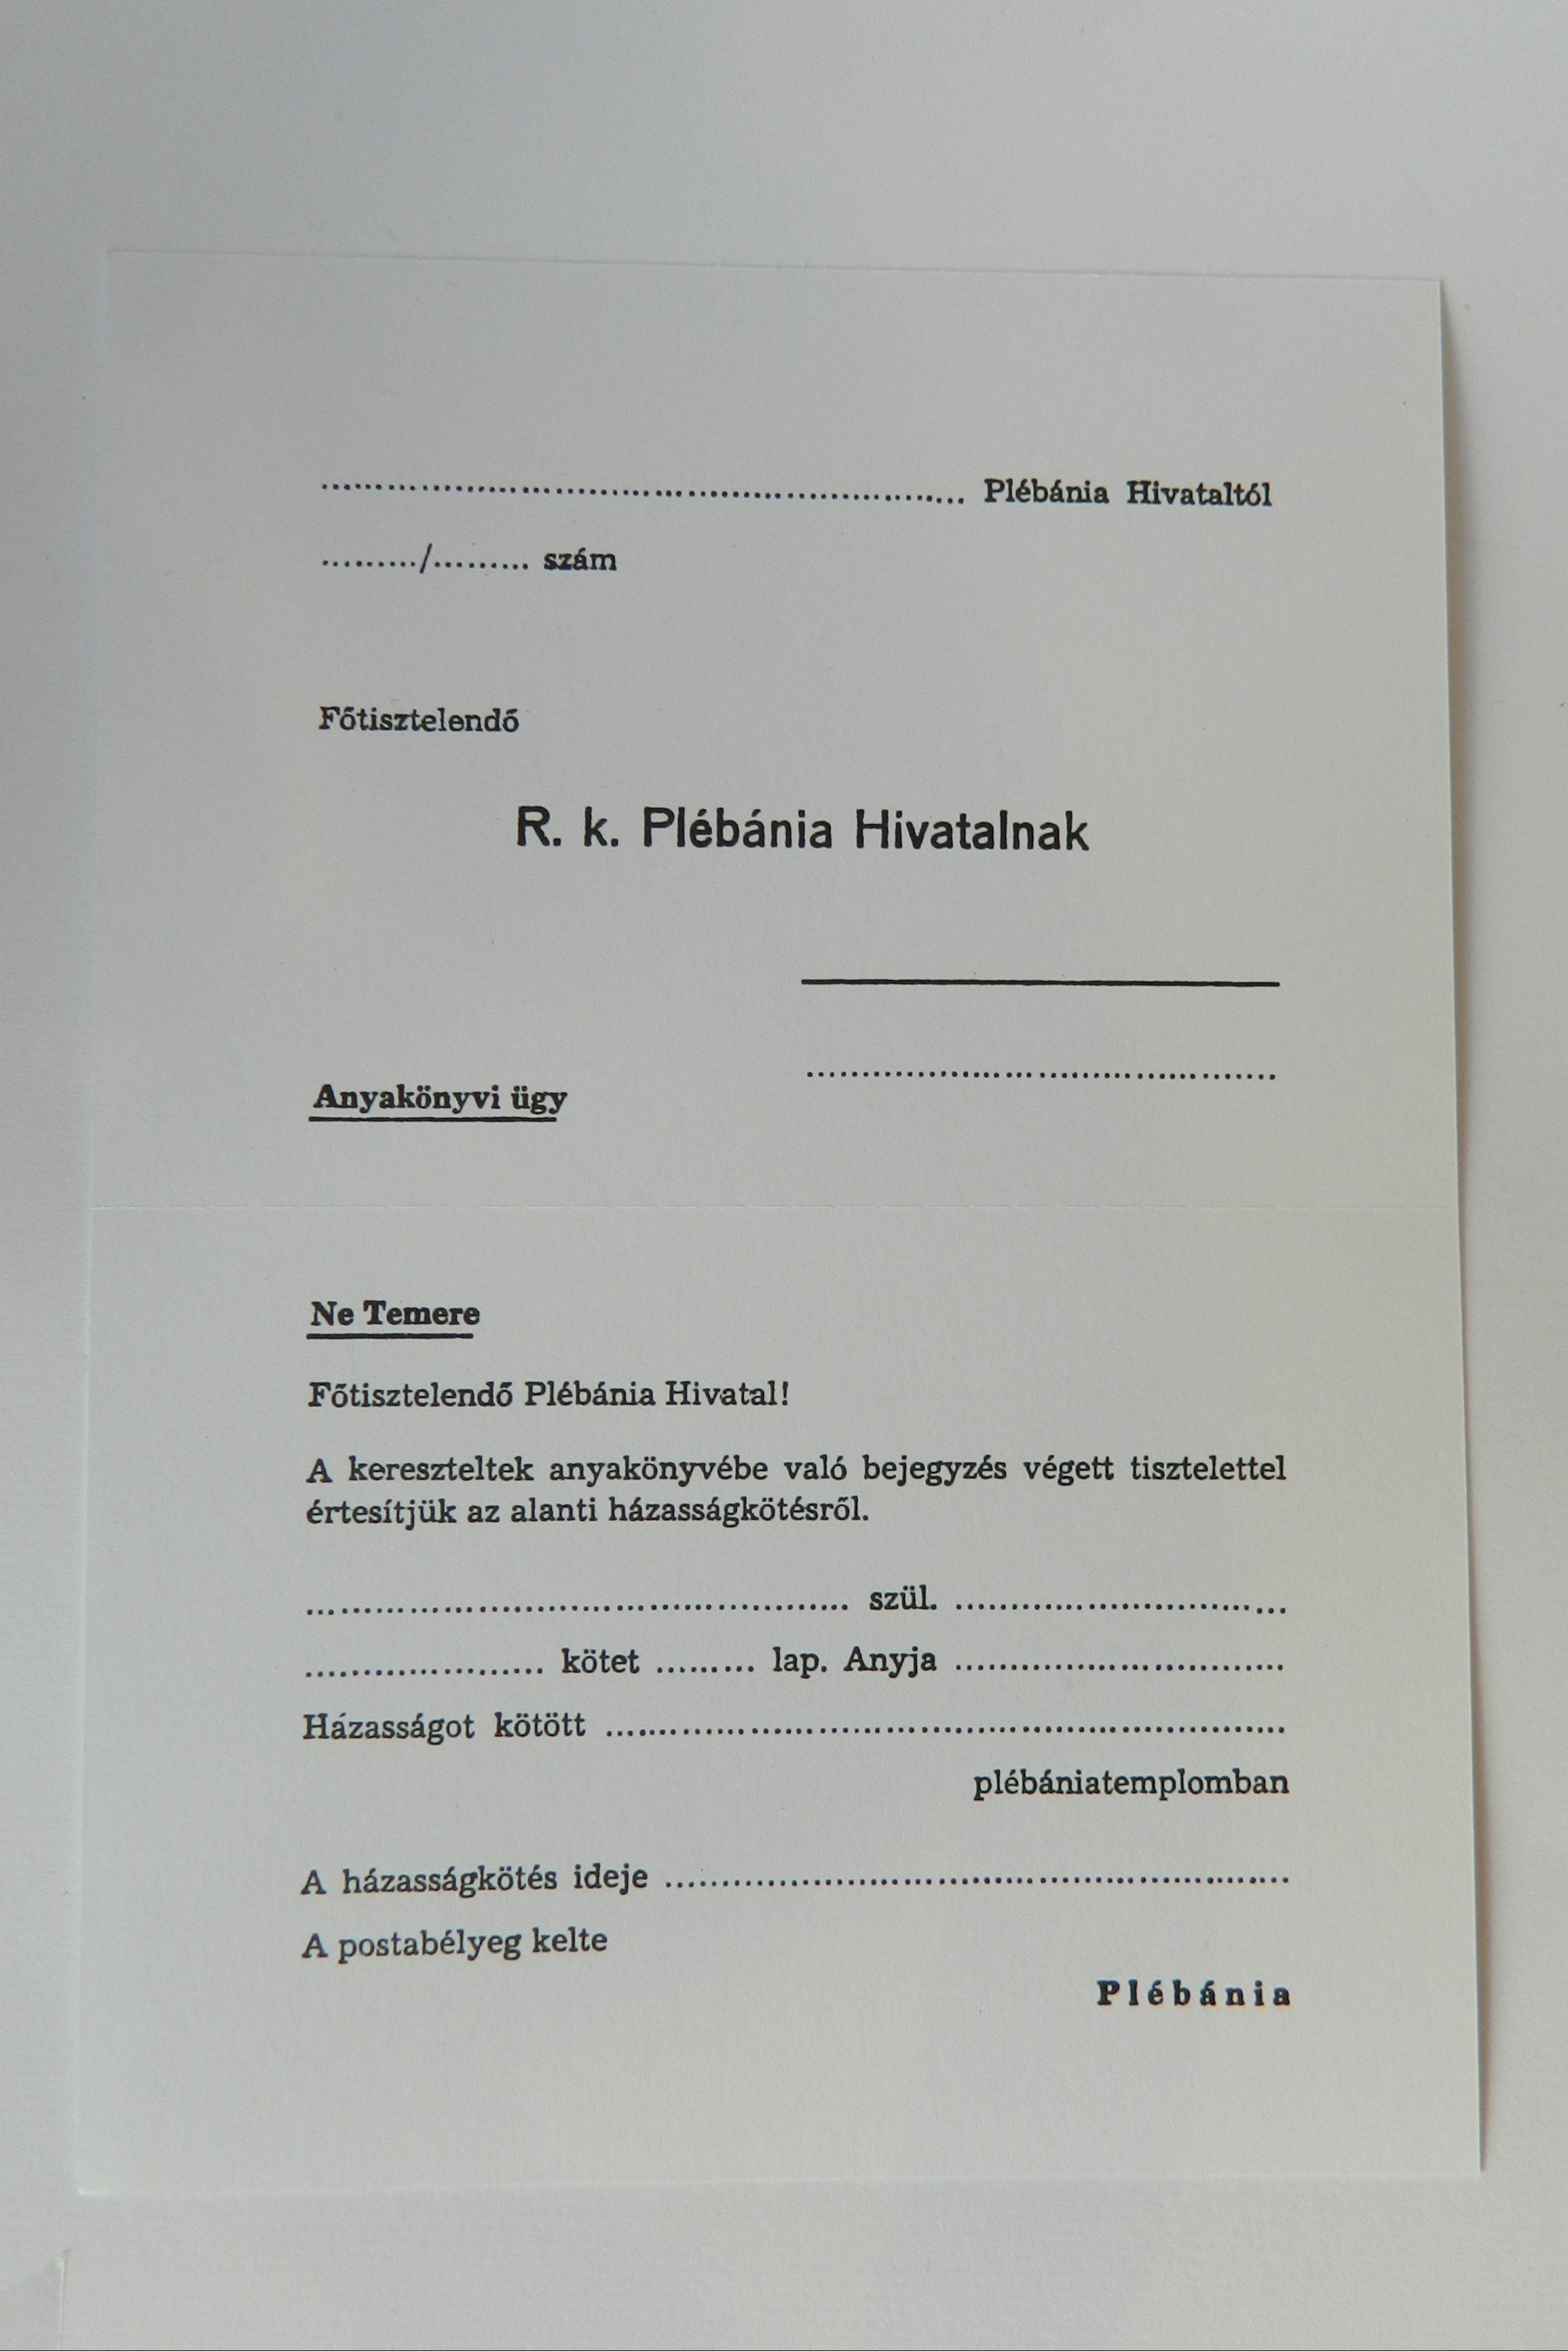 ........................................................ Plébánia Hivataltól
........./......... szám
Főtisztelendő
R. k. Plébánia Hivatalnak
..........................................
Anyakönyvi ügy
Ne Temere
Főtisztelendő Plébánia Hivatal!
A kereszteltek anyakönyvébe való bejegyzés végett tisztelettel
értesítjük az alanti házasságkötésről.
.................................................. szül. ..............................
...................... kötet ......... lap. Anyja ..............................
Házasságot kötött ..............................................................
plébániatemplomban
A házasságkötés ideje .........................................................
A postabélyeg kelte
Plébánia